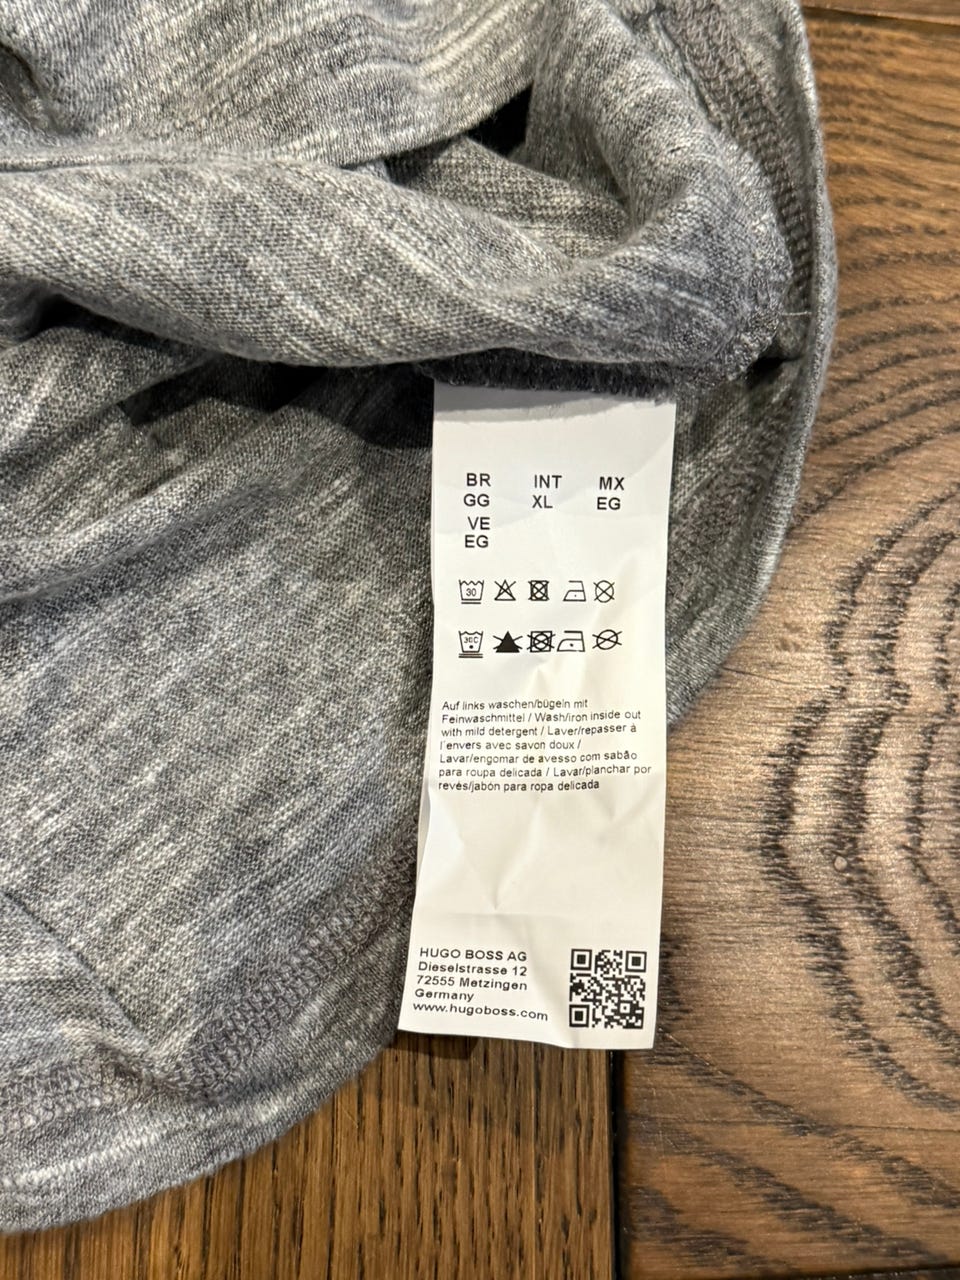 BR INT MX
GG XL EG
VE
EG
30
30C
Auf links waschen/bügeln mit
Feinwaschmittel / Wash/iron inside out
with mild detergent / Laver/repasser à
l'envers avec savon doux /
Lavar/engomar de avesso com sabão
para roupa delicada / Lavar/planchar por
revés/jabón para ropa delicada
HUGO BOSS AG
Dieselstrasse 12
72555 Metzingen
Germany
www.hugoboss.com